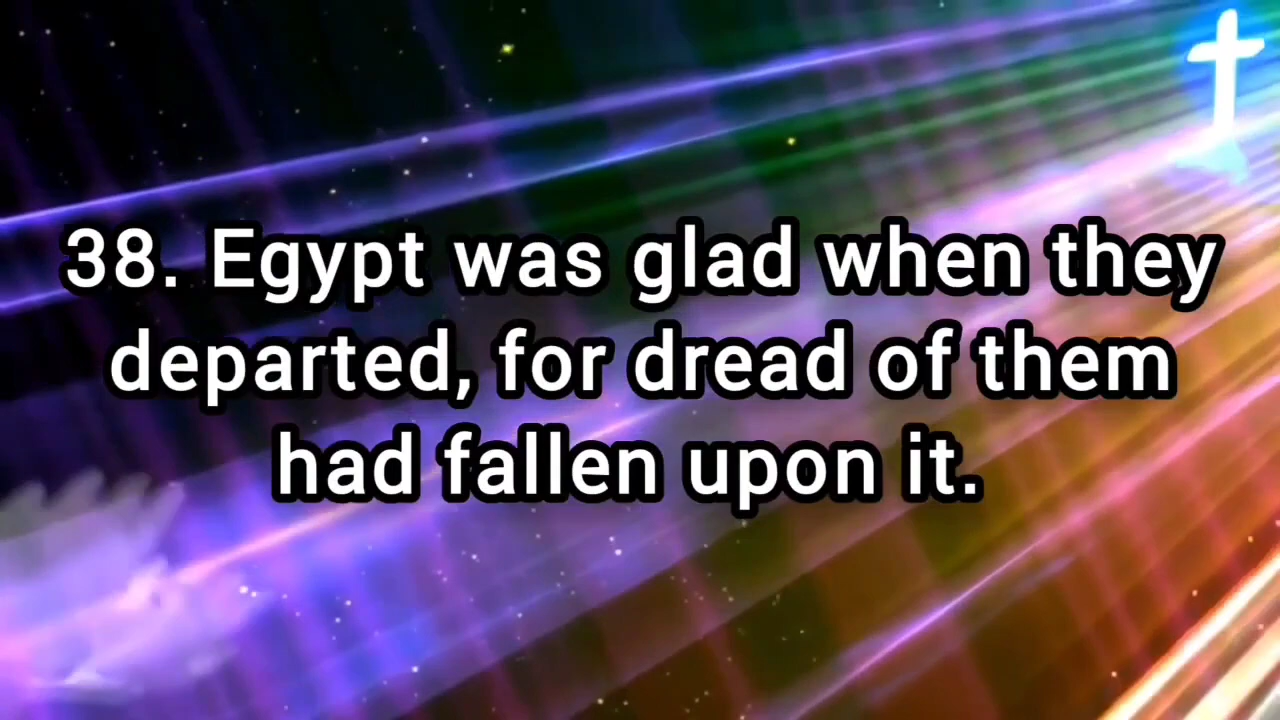 38. Egypt was glad when they
departed, for dread of them
had fallen upon it.